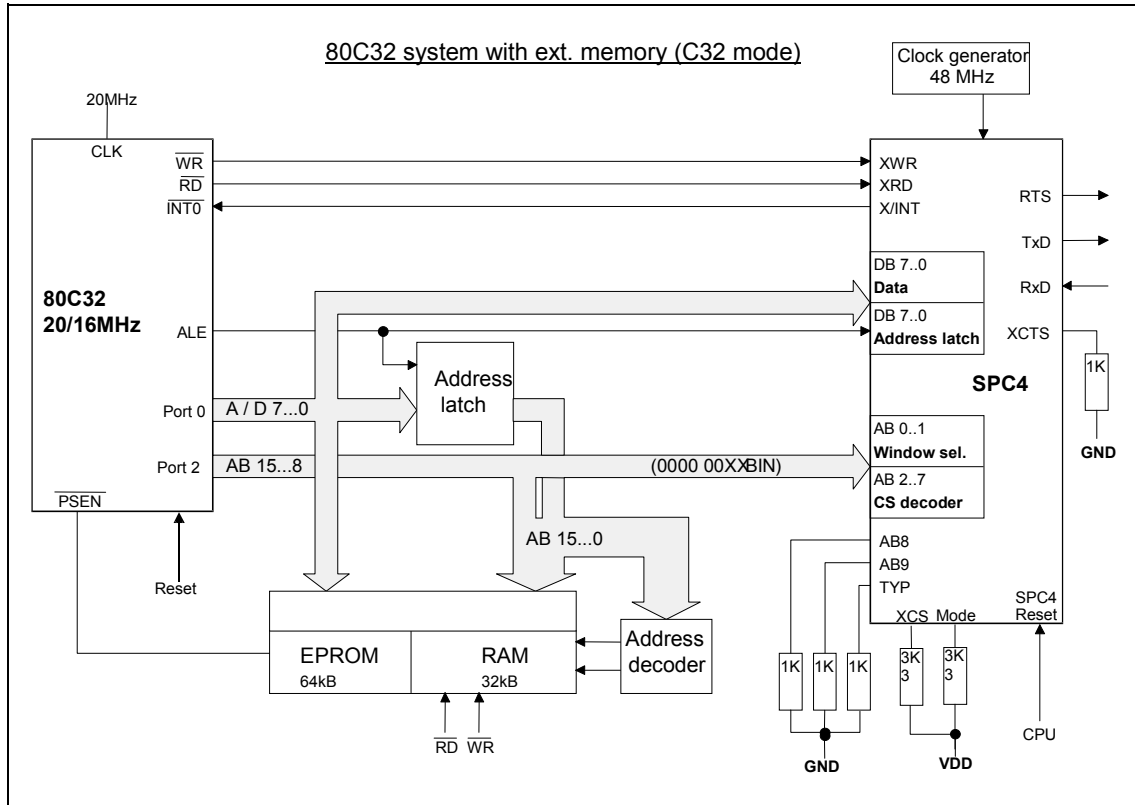 80C32 system with ext. memory (C32 mode)
Clock generator
48 MHz
20MHz
CLK
WR
RD
INT0
80C32
20/16MHz
ALE
Port 0
Port 2
PSEN
Reset
A / D 7...0
AB 15...8
Address
latch
(0000 00XXBIN)
AB 15...0
EPROM
64kB
RAM
32kB
Address
decoder
RD
WR
XWR
XRD
X/INT
DB 7..0
Data
DB 7..0
Address latch
SPC4
AB 0..1
Window sel.
AB 2..7
CS decoder
AB8
AB9
TYP
XCS
Mode
SPC4
Reset
RTS
TxD
RxD
XCTS
1K
GND
1K
1K
1K
GND
3K
3
3K
3
VDD
CPU